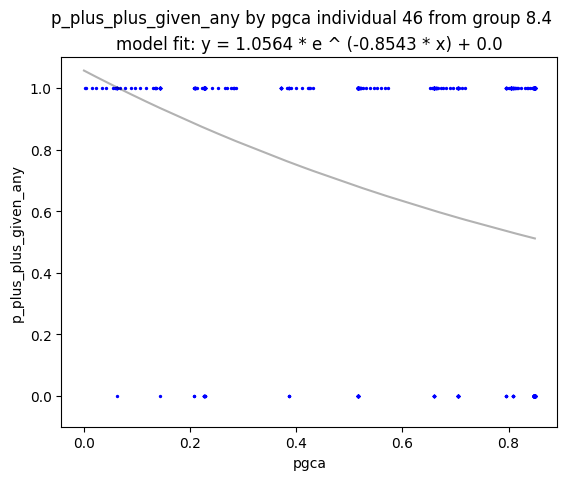 p_plus_plus_given_any by pgca individual 46 from group 8.4
model fit: y = 1.0564 * e ^ (-0.8543 * x) + 0.0
1.0
0.8
0.6
0.4
0.2
0.0
p_plus_plus_given_any
0.0 0.2 0.4 0.6 0.8
pgca